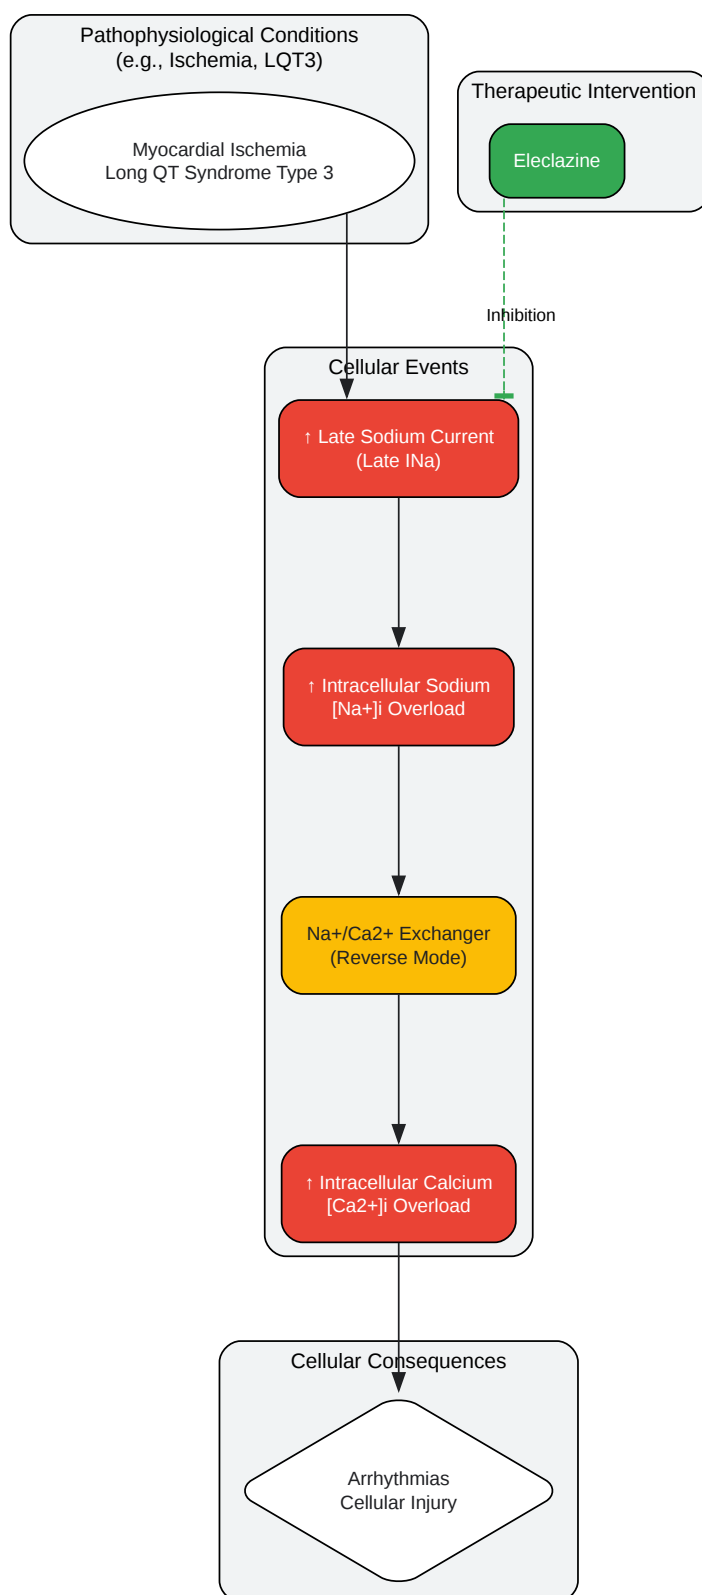 Pathophysiological Conditions
(e.g., Ischemia, LQT3)
Myocardial Ischemia
Long QT Syndrome Type 3
Therapeutic Intervention
Eleclazine
Inhibition
Cellular Events
↑ Late Sodium Current
(Late INa)
↑ Intracellular Sodium
[Na+]i Overload
Na+/Ca2+ Exchanger
(Reverse Mode)
↑ Intracellular Calcium
[Ca2+]i Overload
Cellular Consequences
Arrhythmias
Cellular Injury